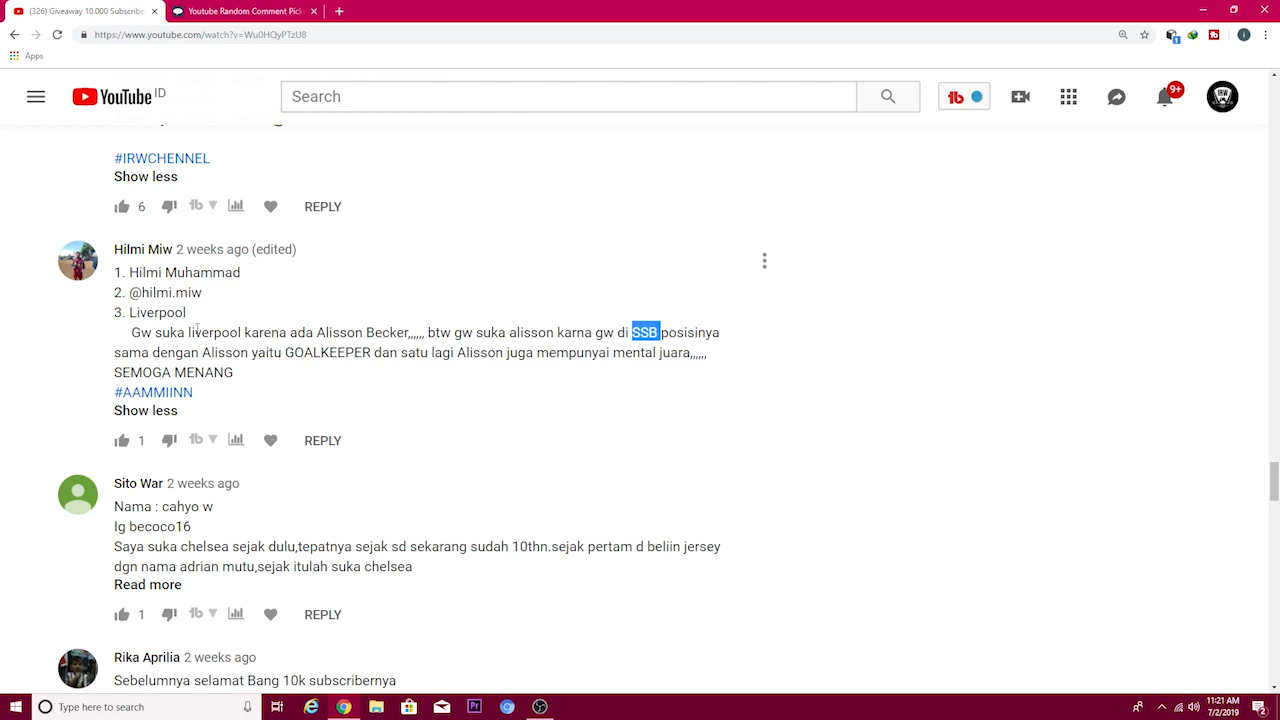 (326) Giveaway 10.000 Subscribe
Youtube Random Comment Pick
https://www.youtube.com/watch?v=Wu0HQyPTzU8
Apps
YouTube ID
Search
9+
#IRWCHENNEL
Show less
6 REPLY
Hilmi Miw 2 weeks ago (edited)
1. Hilmi Muhammad
2. @hilmi.miw
3. Liverpool
Gw suka liverpool karena ada Alisson Becker,,,,,, btw gw suka alisson karna gw di SSB posisinya
sama dengan Alisson yaitu GOALKEEPER dan satu lagi Alisson juga mempunyai mental juara,,,,,,
SEMOGA MENANG
#AAMMIINN
Show less
1 REPLY
Sito War 2 weeks ago
Nama : cahyo w
Ig becoco16
Saya suka chelsea sejak dulu,tepatnya sejak sd sekarang sudah 10thn.sejak pertam d beliin jersey
dgn nama adrian mutu,sejak itulah suka chelsea
Read more
1 REPLY
Rika Aprilia 2 weeks ago
Sebelumnya selamat Bang 10k subscribernya
Type here to search
11:21 AM
7/2/2019